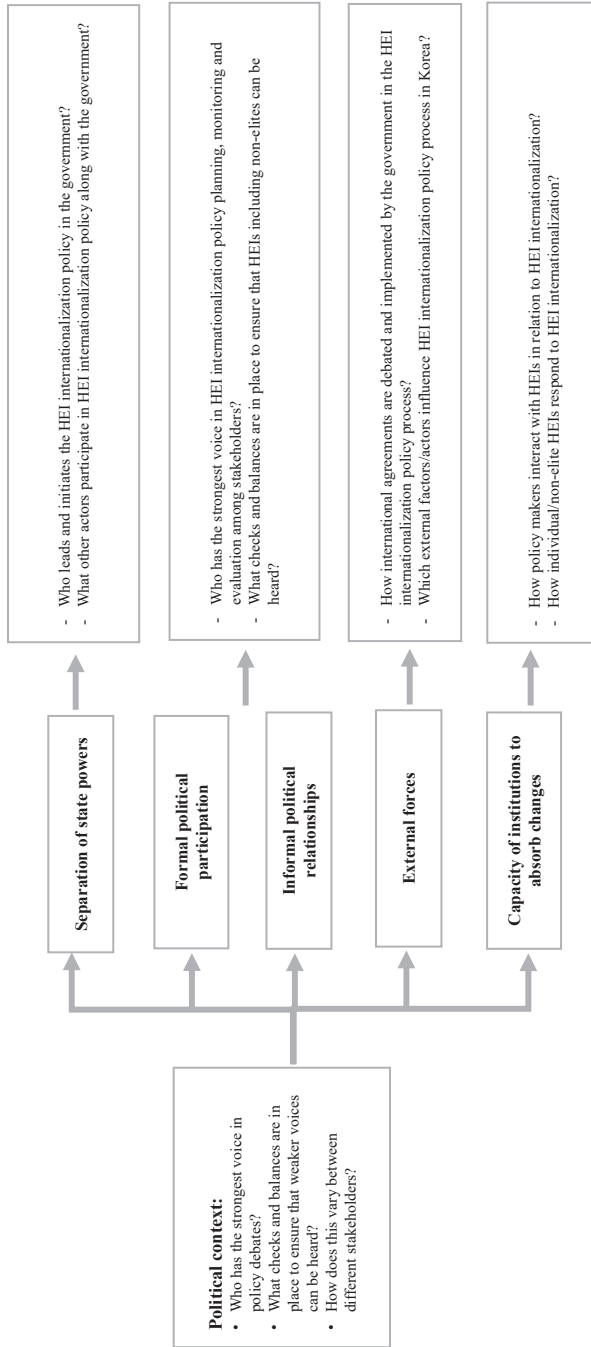 Political context:
• Who has the strongest voice in
policy debates?
• What checks and balances are in
place to ensure that weaker voices
can be heard?
• How does this vary between
different stakeholders?
Separation of state powers
Formal political
participation
Informal political
relationships
External forces
Capacity of institutions to
absorb changes
- Who leads and initiates the HEI internationalization policy in the government?
- What other actors participate in HEI internationalization policy along with the government?
- Who has the strongest voice in HEI internationalization policy planning, monitoring and
evaluation among stakeholders?
- What checks and balances are in place to ensure that HEIs including non-elites can be
heard?
- How international agreements are debated and implemented by the government in the HEI
internationalization policy process?
- Which external factors/actors influence HEI internationalization policy process in Korea?
- How policy makers interact with HEIs in relation to HEI internationalization?
- How individual/non-elite HEIs respond to HEI internationalization?